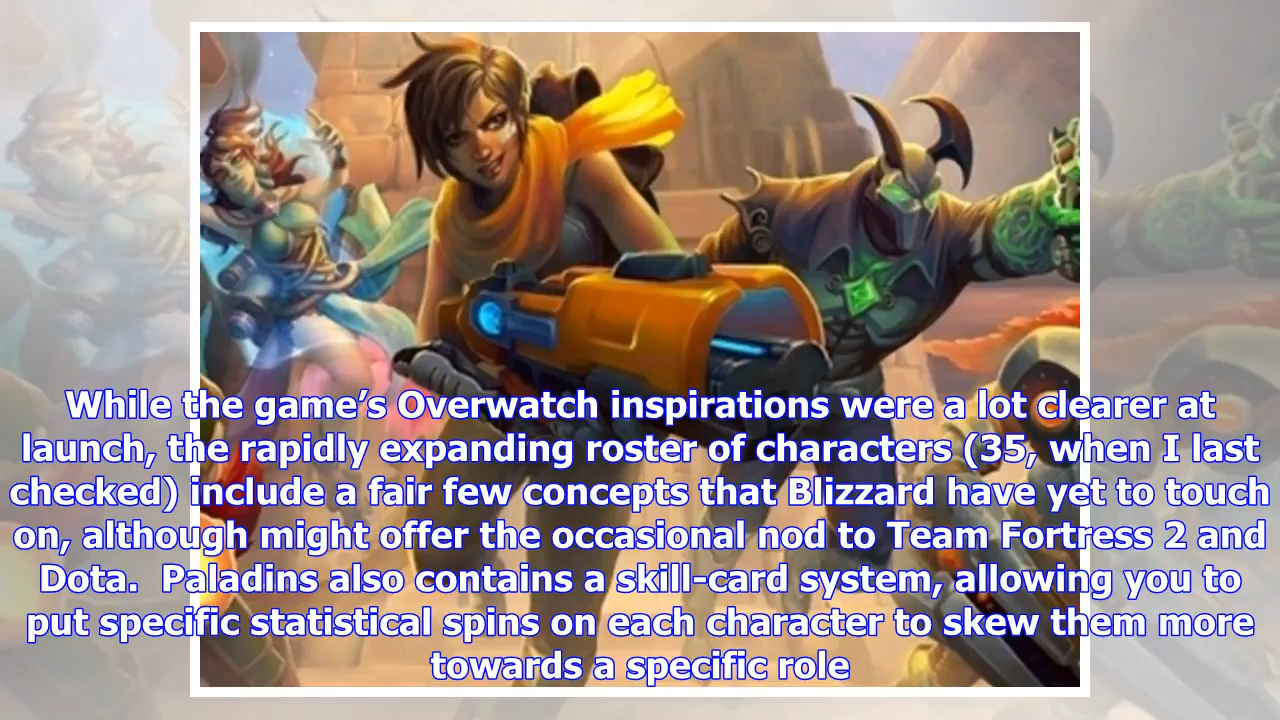 While the game’s Overwatch inspirations were a lot clearer at
launch, the rapidly expanding roster of characters (35, when I last
checked) include a fair few concepts that Blizzard have yet to touch
on, although might offer the occasional nod to Team Fortress 2 and
Dota.  Paladins also contains a skill-card system, allowing you to
put specific statistical spins on each character to skew them more
towards a specific role